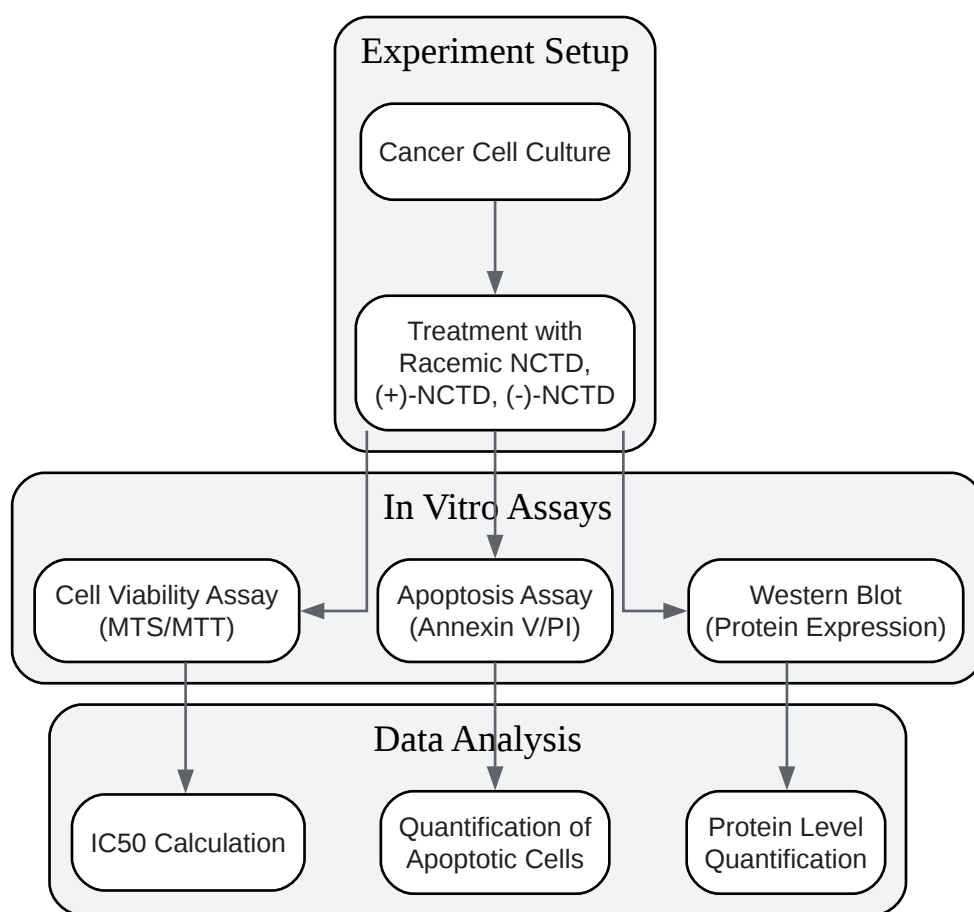 Experiment Setup
Cancer Cell Culture
Treatment with
Racemic NCTD,
(+)-NCTD, (-)-NCTD
In Vitro Assays
Cell Viability Assay
(MTS/MTT)
Apoptosis Assay
(Annexin V/PI)
Western Blot
(Protein Expression)
Data Analysis
IC50 Calculation
Quantification of
Apoptotic Cells
Protein Level
Quantification